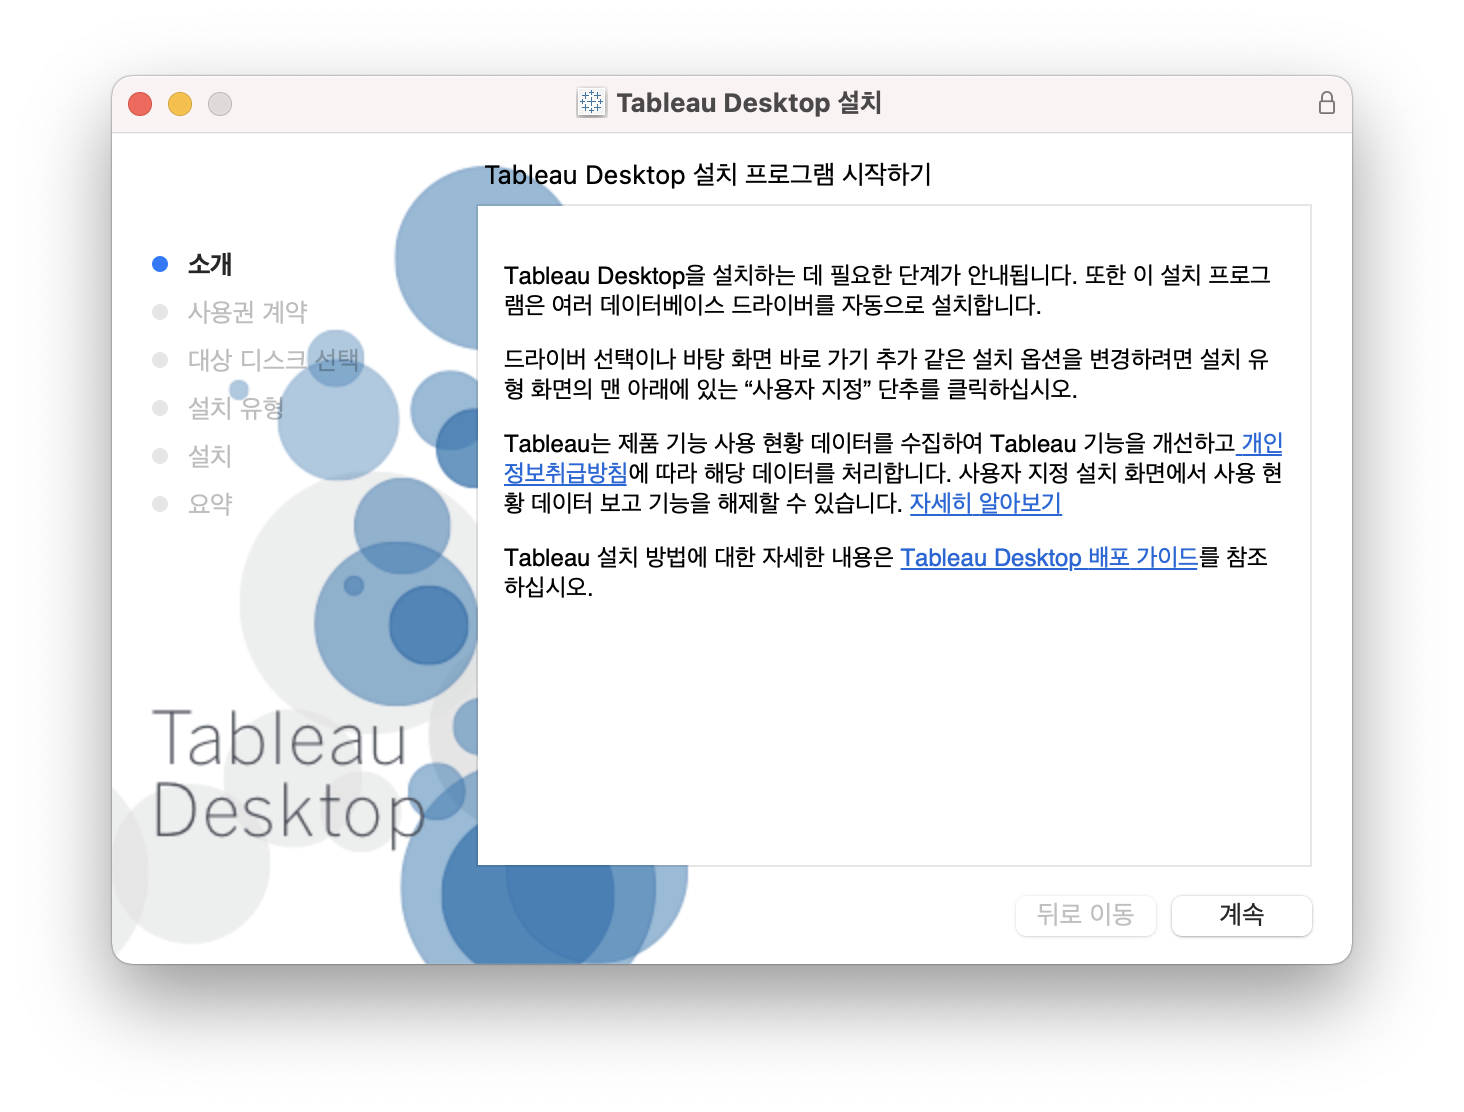 Tableau Desktop 설치
Tableau Desktop 설치 프로그램 시작하기
소개
사용권 계약
대상 디스크 선택
설치 유형
설치
요약
Tableau Desktop을 설치하는 데 필요한 단계가 안내됩니다. 또한 이 설치 프로그
램은 여러 데이터베이스 드라이버를 자동으로 설치합니다.
드라이버 선택이나 바탕 화면 바로 가기 추가 같은 설치 옵션을 변경하려면 설치 유
형 화면의 맨 아래에 있는 “사용자 지정” 단추를 클릭하십시오.
Tableau는 제품 기능 사용 현황 데이터를 수집하여 Tableau 기능을 개선하고 개인
정보취급방침에 따라 해당 데이터를 처리합니다. 사용자 지정 설치 화면에서 사용 현
황 데이터 보고 기능을 해제할 수 있습니다. 자세히 알아보기
Tableau 설치 방법에 대한 자세한 내용은 Tableau Desktop 배포 가이드를 참조
하십시오.
Tableau
Desktop
뒤로 이동
계속